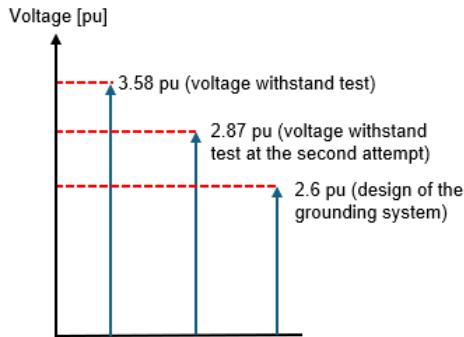 Voltage [pu]
3.58 pu (voltage withstand test)
2.87 pu (voltage withstand
test at the second attempt)
2.6 pu (design of the
grounding system)